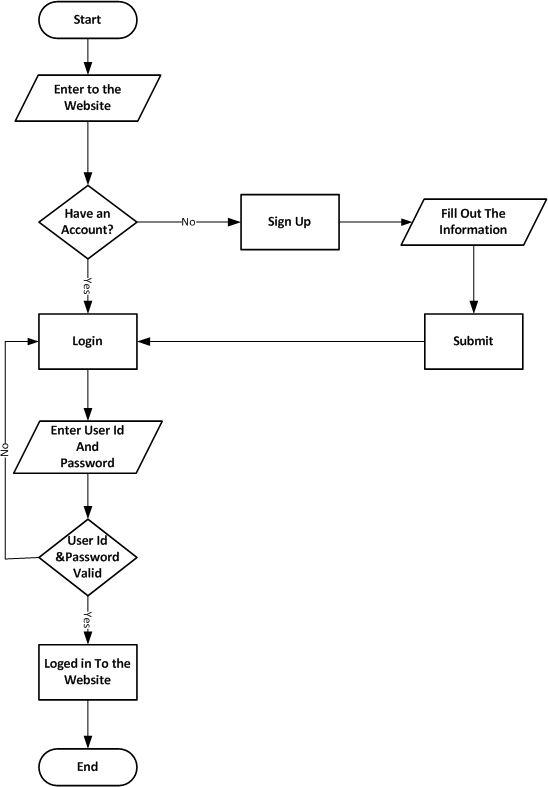 Start
Enter to the
Website
Have an
Account?
No
Sign Up
Fill Out The
Information
Yes
Login
Submit
Enter User Id
And
Password
No
User Id
&Password
Valid
Yes
Loged in To the
Website
End